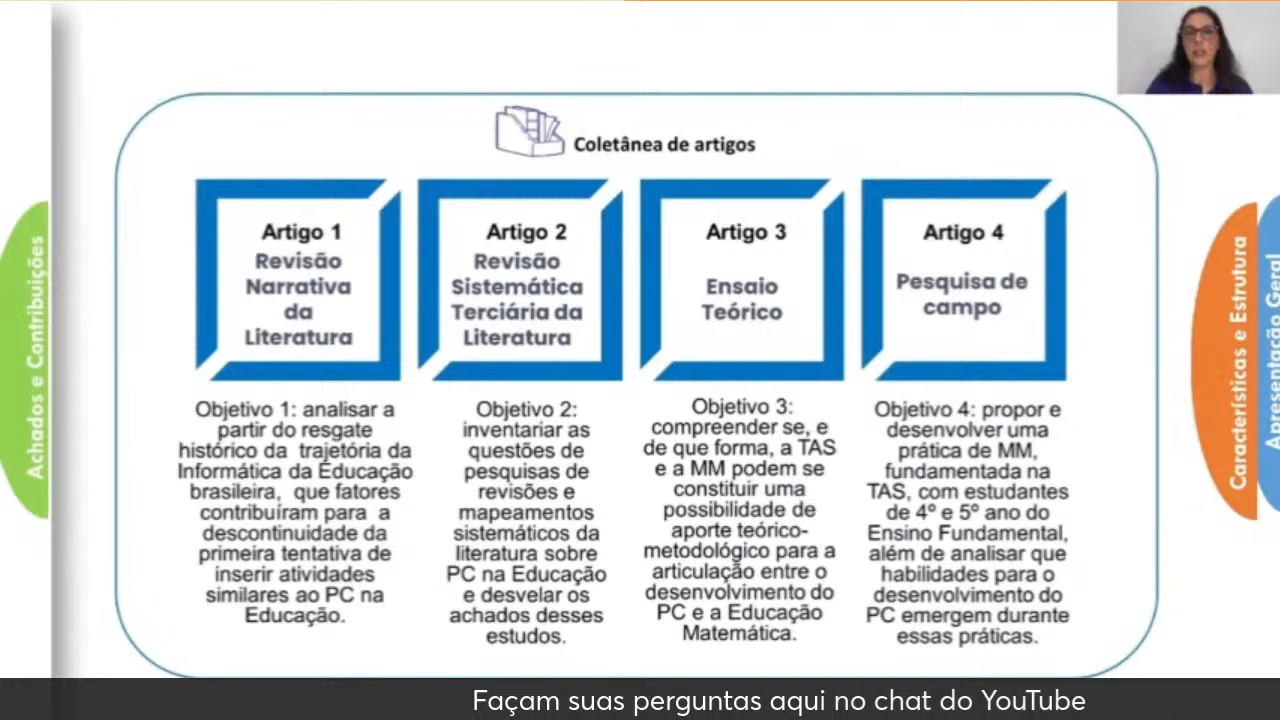 Coletânea de artigos
Artigo 1
Revisão
Narrativa
da
Literatura
Artigo 2
Revisão
Sistemática
Terciária da
Literatura
Artigo 3
Ensaio
Teórico
Artigo 4
Pesquisa de
campo
Objetivo 1: analisar a
partir do resgate
histórico da trajetória da
Informática da Educação
brasileira, que fatores
contribuíram para a
descontinuidade da
primeira tentativa de
inserir atividades
similares ao PC na
Educação.
Objetivo 2:
inventariar as
questões de
pesquisas de
revisões e
mapeamentos
sistemáticos da
literatura sobre
PC na Educação
e desvelar os
achados desses
estudos.
Objetivo 3:
compreender se, e
de que forma, a TAS
e a MM podem se
constituir uma
possibilidade de
aporte teórico-
metodológico para a
articulação entre o
desenvolvimento do
PC e a Educação
Matemática.
Objetivo 4: propor e
desenvolver uma
prática de MM,
fundamentada na
TAS, com estudantes
de 4º e 5º ano do
Ensino Fundamental,
além de analisar que
habilidades para o
desenvolvimento do
PC emergem durante
essas práticas.
Achados e Contribuições
Características e Estrutura
Apresentação Geral
Façam suas perguntas aqui no chat do YouTube